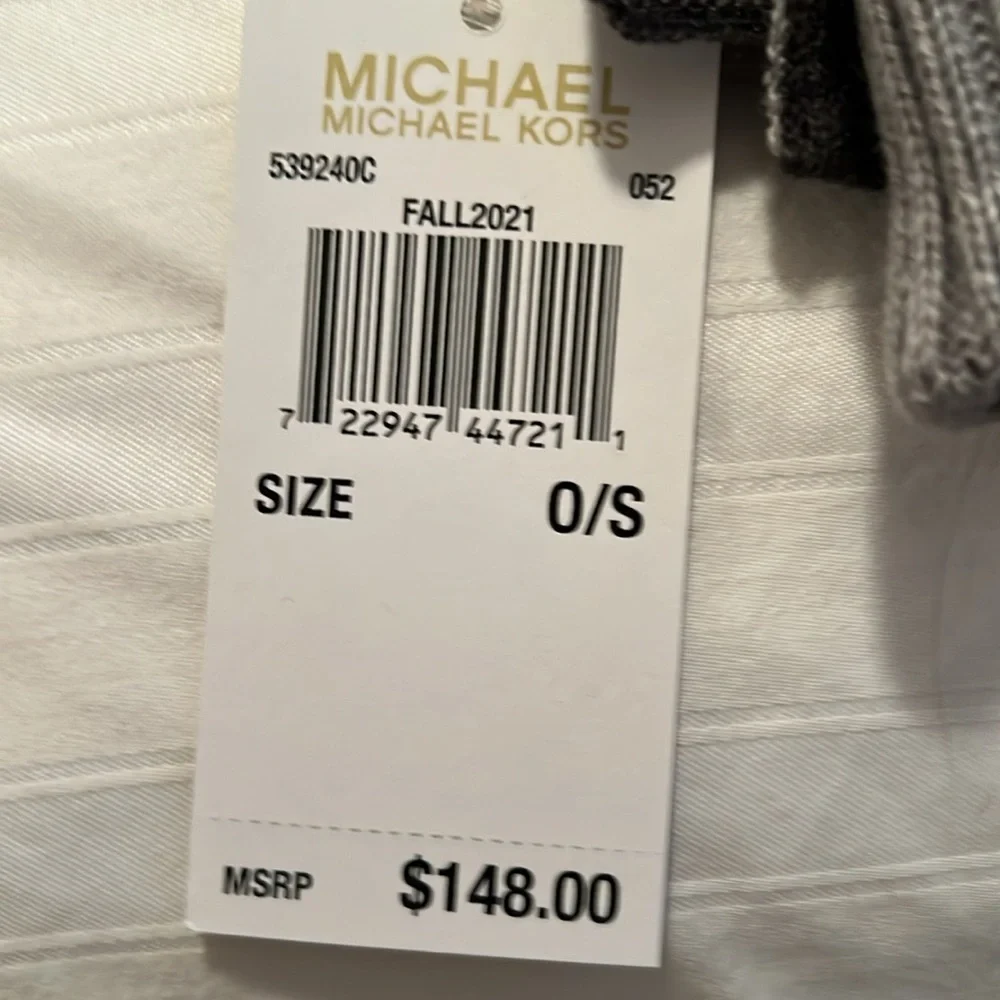 MICHAEL
MICHAEL KORS
539240C 052
FALL2021
7 22947 44721 1
SIZE O/S
MSRP $148.00